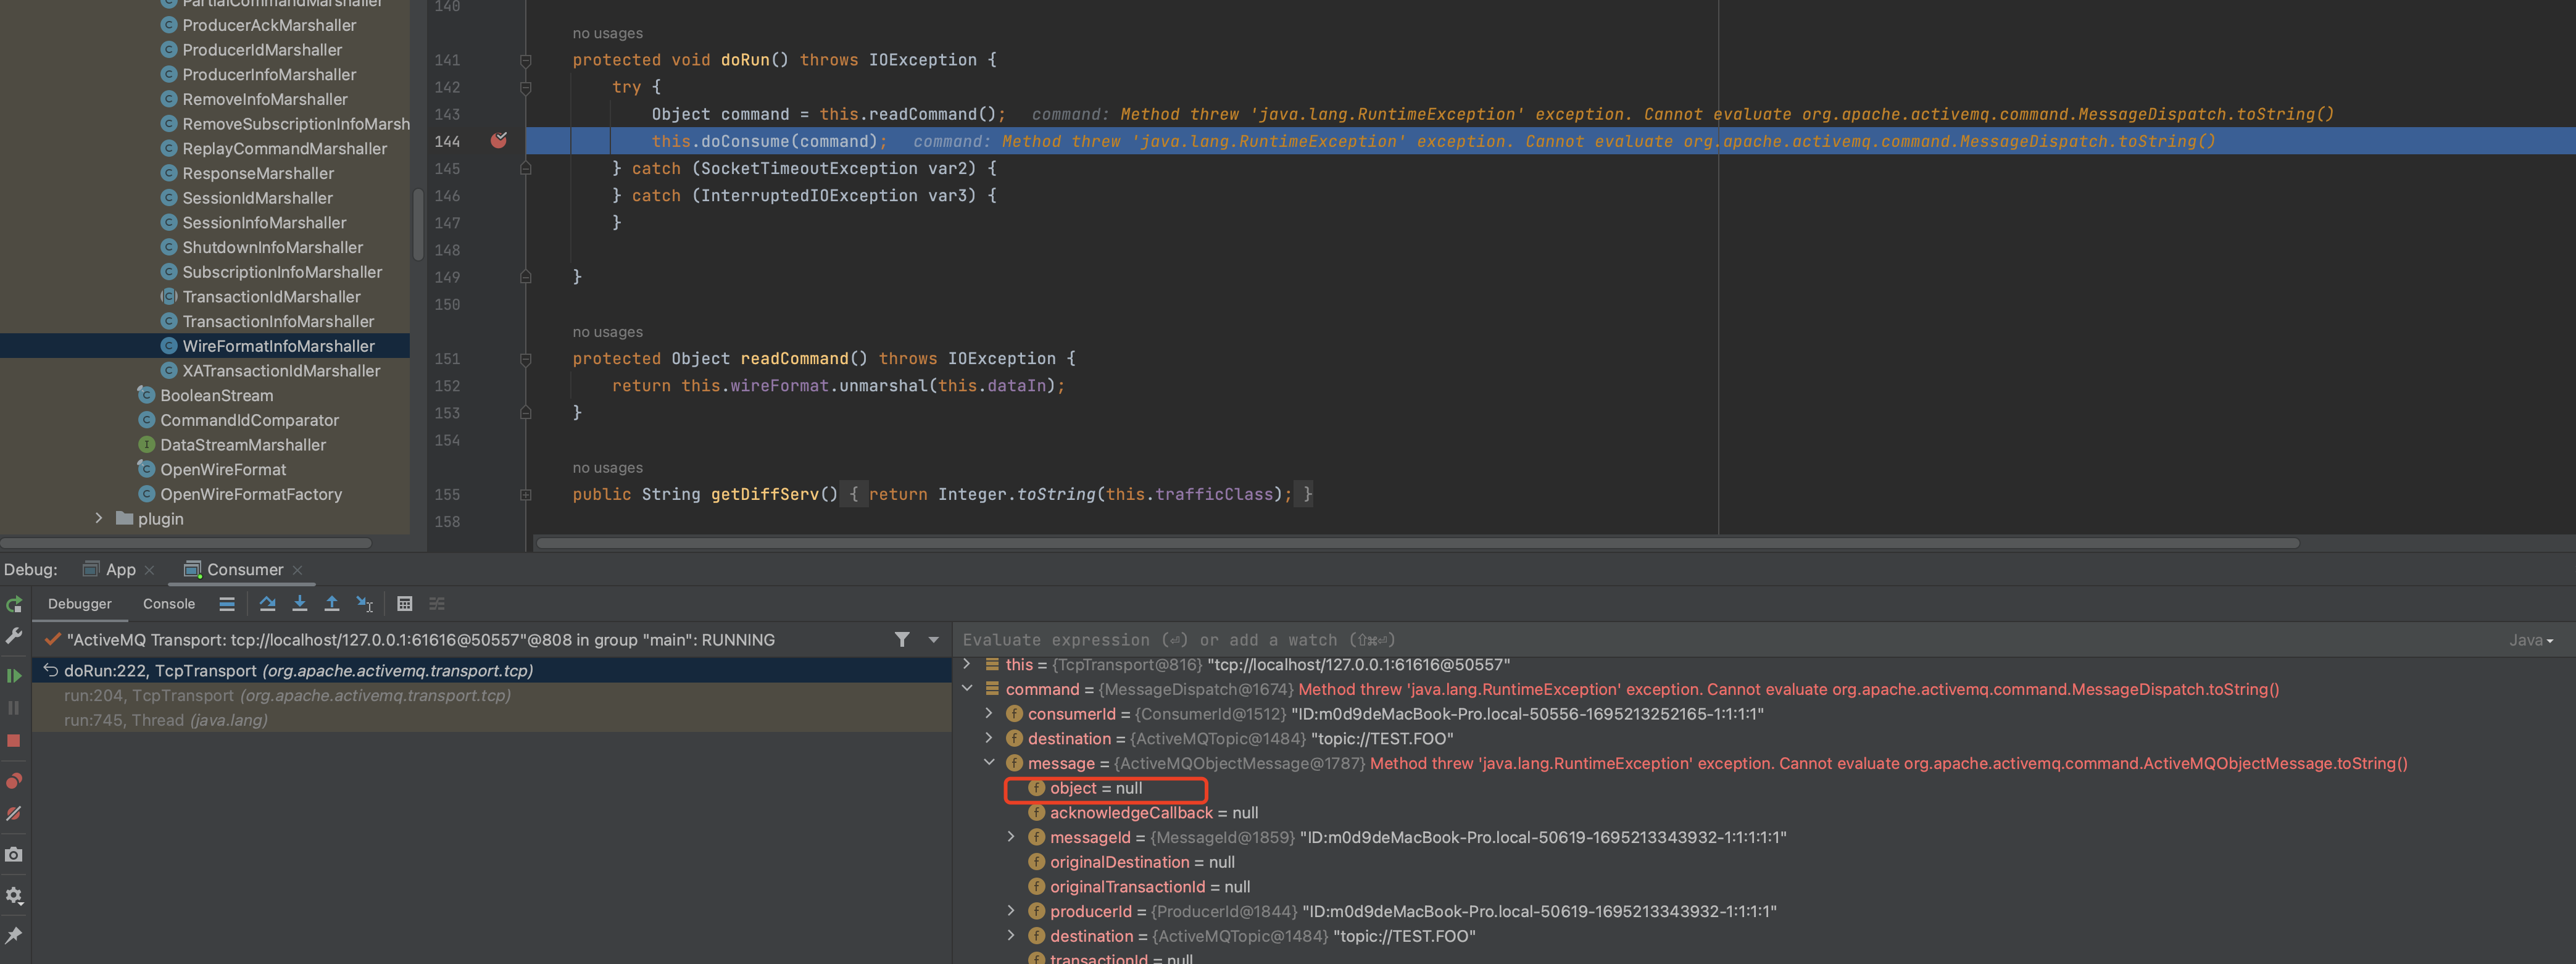 PartialCommandMarshaller
ProducerAckMarshaller
ProducerIdMarshaller
ProducerInfoMarshaller
RemoveInfoMarshaller
RemoveSubscriptionInfoMarsh
ReplayCommandMarshaller
ResponseMarshaller
SessionIdMarshaller
SessionInfoMarshaller
ShutdownInfoMarshaller
SubscriptionInfoMarshaller
TransactionIdMarshaller
TransactionInfoMarshaller
WireFormatInfoMarshaller
XATransactionIdMarshaller
BooleanStream
CommandIdComparator
DataStreamMarshaller
OpenWireFormat
OpenWireFormatFactory
plugin
140
no usages
141 protected void doRun() throws IOException {
142 try {
143 Object command = this.readCommand(); command: Method threw 'java.lang.RuntimeException' exception. Cannot evaluate org.apache.activemq.command.MessageDispatch.toString()
144 this.doConsume(command); command: Method threw 'java.lang.RuntimeException' exception. Cannot evaluate org.apache.activemq.command.MessageDispatch.toString()
145 } catch (SocketTimeoutException var2) {
146 } catch (InterruptedIOException var3) {
147 }
148
149 }
150
no usages
151 protected Object readCommand() throws IOException {
152 return this.wireFormat.unmarshal(this.dataIn);
153 }
154
no usages
155 public String getDiffServ() { return Integer.toString(this.trafficClass); }
158
Debug: App Consumer
Debugger Console
"ActiveMQ Transport: tcp://localhost/127.0.0.1:61616@50557"@808 in group "main": RUNNING
doRun:222, TcpTransport (org.apache.activemq.transport.tcp)
run:204, TcpTransport (org.apache.activemq.transport.tcp)
run:745, Thread (java.lang)
Evaluate expression (⏎) or add a watch (⇧⌘⏎) Java
this = {TcpTransport@816} "tcp://localhost/127.0.0.1:61616@50557"
command = {MessageDispatch@1674} Method threw 'java.lang.RuntimeException' exception. Cannot evaluate org.apache.activemq.command.MessageDispatch.toString()
consumerId = {ConsumerId@1512} "ID:m0d9deMacBook-Pro.local-50556-1695213252165-1:1:1:1"
destination = {ActiveMQTopic@1484} "topic://TEST.FOO"
message = {ActiveMQObjectMessage@1787} Method threw 'java.lang.RuntimeException' exception. Cannot evaluate org.apache.activemq.command.ActiveMQObjectMessage.toString()
object = null
acknowledgeCallback = null
messageId = {MessageId@1859} "ID:m0d9deMacBook-Pro.local-50619-1695213343932-1:1:1:1:1"
originalDestination = null
originalTransactionId = null
producerId = {ProducerId@1844} "ID:m0d9deMacBook-Pro.local-50619-1695213343932-1:1:1:1"
destination = {ActiveMQTopic@1484} "topic://TEST.FOO"
transactionId = null